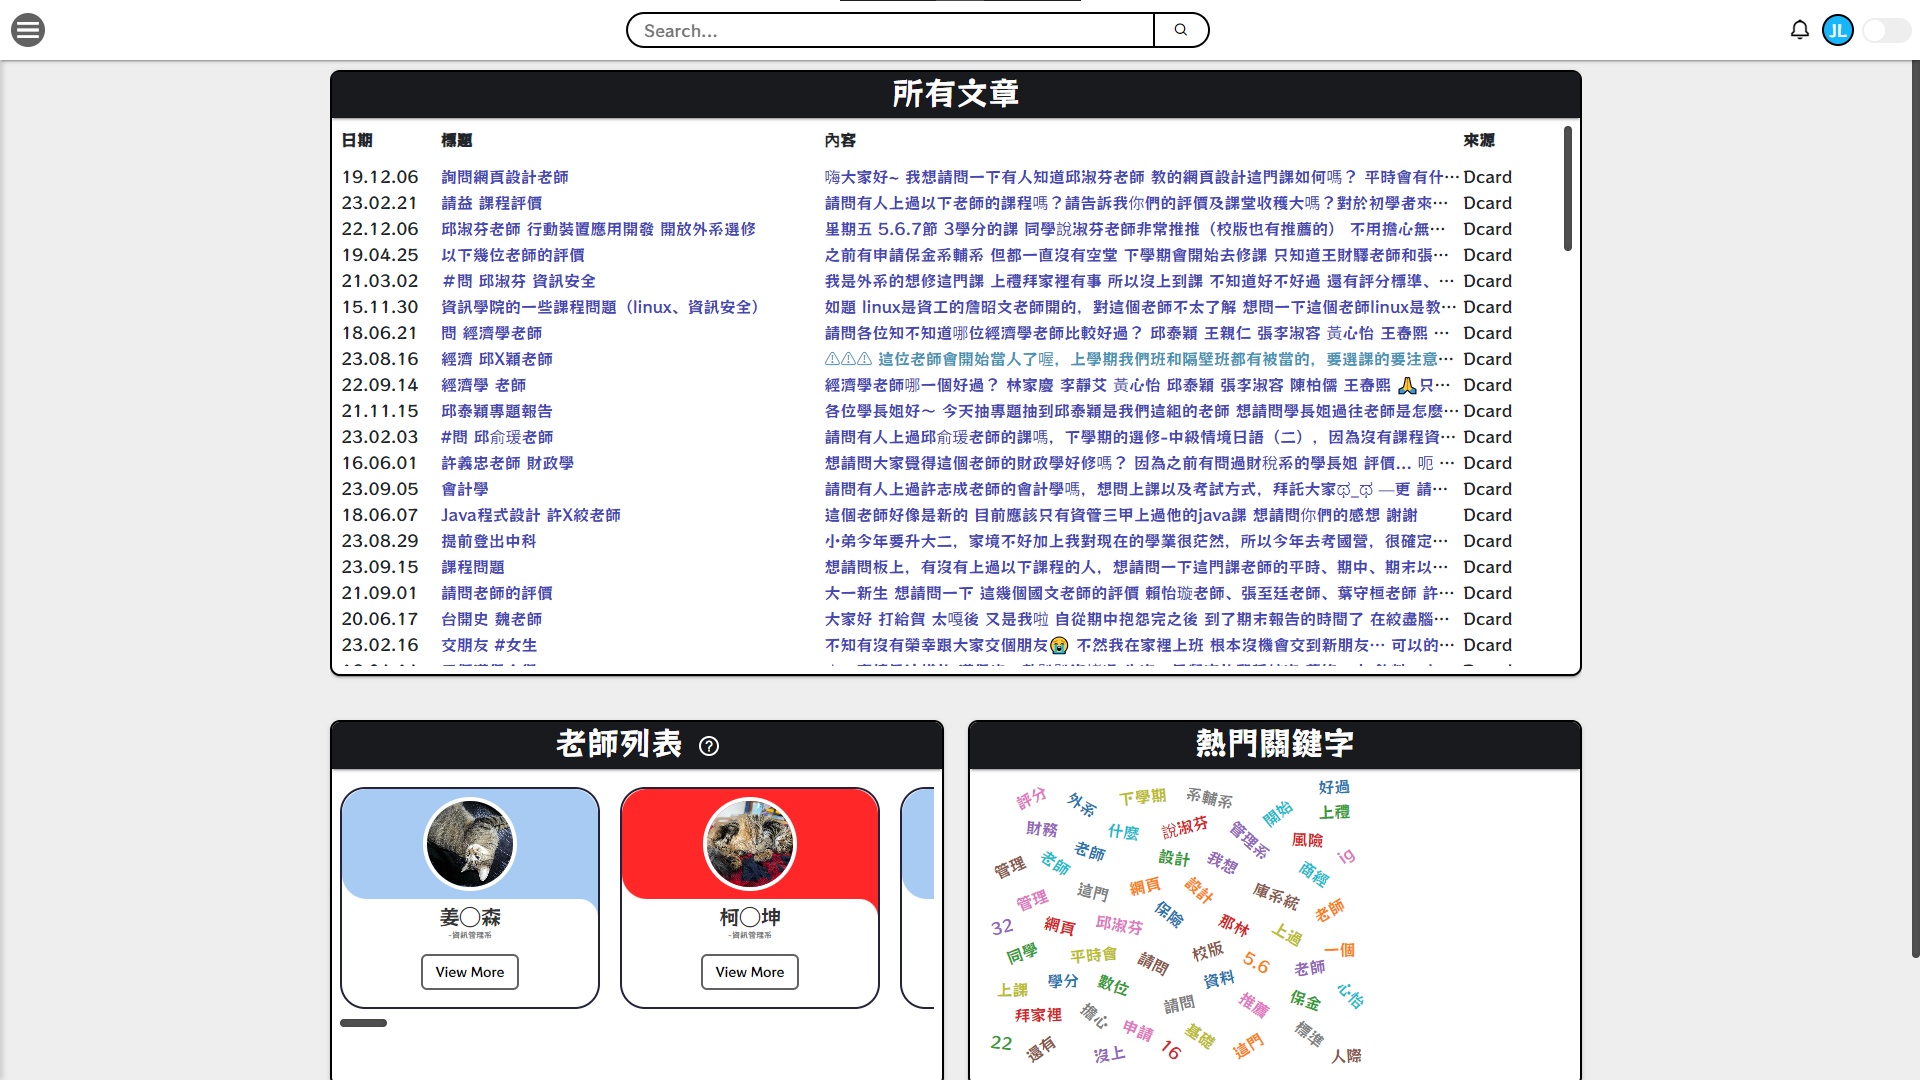 Search...
JL
所有文章
日期 標題 內容 來源
19.12.06 詢問網頁設計老師 嗨大家好~ 我想請問一下有人知道邱淑芬老師 教的網頁設計這門課如何嗎？ 平時會有什… Dcard
23.02.21 請益 課程評價 請問有人上過以下老師的課程嗎？請告訴我你們的評價及課堂收穫大嗎？對於初學者來… Dcard
22.12.06 邱淑芬老師 行動裝置應用開發 開放外系選修 星期五 5.6.7節 3學分的課 同學說淑芬老師非常推推（校版也有推薦的） 不用擔心無… Dcard
19.04.25 以下幾位老師的評價 之前有申請保金系輔系 但都一直沒有空堂 下學期會開始去修課 只知道王財驛老師和張… Dcard
21.03.02 #問 邱淑芬 資訊安全 我是外系的想修這門課 上禮拜家裡有事 所以沒上到課 不知道好不好過 還有評分標準、… Dcard
15.11.30 資訊學院的一些課程問題（linux、資訊安全） 如題 linux是資工的詹昭文老師開的，對這個老師不太了解 想問一下這個老師linux是教… Dcard
18.06.21 問 經濟學老師 請問各位知不知道哪位經濟學老師比較好過？ 邱泰穎 王親仁 張李淑容 黃心怡 王春熙 … Dcard
23.08.16 經濟 邱X穎老師 ⚠⚠⚠ 這位老師會開始當人了喔，上學期我們班和隔壁班都有被當的，要選課的要注意… Dcard
22.09.14 經濟學 老師 經濟學老師哪一個好過？ 林家慶 李靜艾 黃心怡 邱泰穎 張李淑容 陳柏儒 王春熙 🙏只… Dcard
21.11.15 邱泰穎專題報告 各位學長姐好～ 今天抽專題抽到邱泰穎是我們這組的老師 想請問學長姐過往老師是怎麼… Dcard
23.02.03 #問 邱俞瑗老師 請問有人上過邱俞瑗老師的課嗎，下學期的選修-中級情境日語（二），因為沒有課程資… Dcard
16.06.01 許義忠老師 財政學 想請問大家覺得這個老師的財政學好修嗎？ 因為之前有問過財稅系的學長姐 評價... 呃 … Dcard
23.09.05 會計學 請問有人上過許志成老師的會計學嗎，想問上課以及考試方式，拜託大家ಥ_ಥ —更 請… Dcard
18.06.07 Java程式設計 許X絞老師 這個老師好像是新的 目前應該只有資管三甲上過他的java課 想請問你們的感想 謝謝 Dcard
23.08.29 提前登出中科 小弟今年要升大二，家境不好加上我對現在的學業很茫然，所以今年去考國營，很確定… Dcard
23.09.15 課程問題 想請問板上，有沒有上過以下課程的人，想請問一下這門課老師的平時、期中、期末以… Dcard
21.09.01 請問老師的評價 大一新生 想請問一下 這幾個國文老師的評價 賴怡璇老師、張至廷老師、葉守桓老師 許… Dcard
20.06.17 台開史 魏老師 大家好 打給賀 太嘎後 又是我啦 自從期中抱怨完之後 到了期末報告的時間了 在絞盡腦… Dcard
23.02.16 交朋友 #女生 不知有沒有榮幸跟大家交個朋友😭 不然我在家裡上班 根本沒機會交到新朋友… 可以的… Dcard
老師列表 ?
姜◯森
-資訊管理系
View More
柯◯坤
-資訊管理系
View More
熱門關鍵字
評分 外系 下學期 系輔系 開始 好過
上禮
財務 什麼 說淑芬 管理系 風險 ig
管理 老師 老師 設計 我想 商經
管理 這門 網頁 設計 庫系統 老師
32 網頁 邱淑芬 保險 那林 上過 一個
同學 平時會 請問 校版 5.6 老師
上課 學分 數位 資料 心怡
拜家裡 擔心 申請 請問 推薦 保金
22 還有 沒上 16 基礎 這門 標準 人際